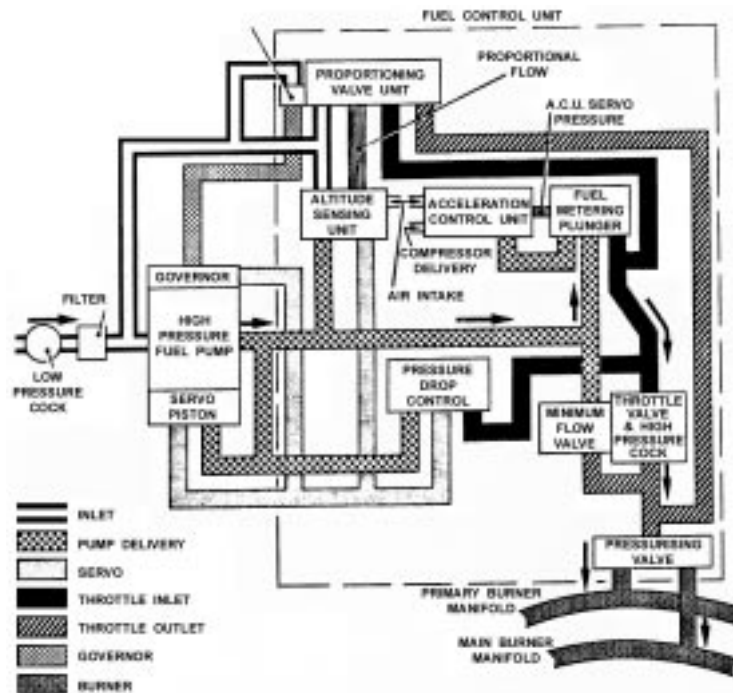 FUEL CONTROL UNIT
PROPORTIONING
VALVE UNIT
PROPORTIONAL
FLOW
A.C.U. SERVO
PRESSURE
ALTITUDE
SENSING
UNIT
ACCELERATION
CONTROL UNIT
FUEL
METERING
PLUNGER
COMPRESSOR
DELIVERY
AIR INTAKE
GOVERNOR
FILTER
HIGH
PRESSURE
FUEL PUMP
LOW
PRESSURE
COCK
SERVO
PISTON
PRESSURE
DROP
CONTROL
MINIMUM
FLOW
VALVE
THROTTLE
VALVE
& HIGH
PRESSURE
COCK
PRESSURISING
VALVE
PRIMARY BURNER
MANIFOLD
MAIN BURNER
MANIFOLD
INLET
PUMP DELIVERY
SERVO
THROTTLE INLET
THROTTLE OUTLET
GOVERNOR
BURNER